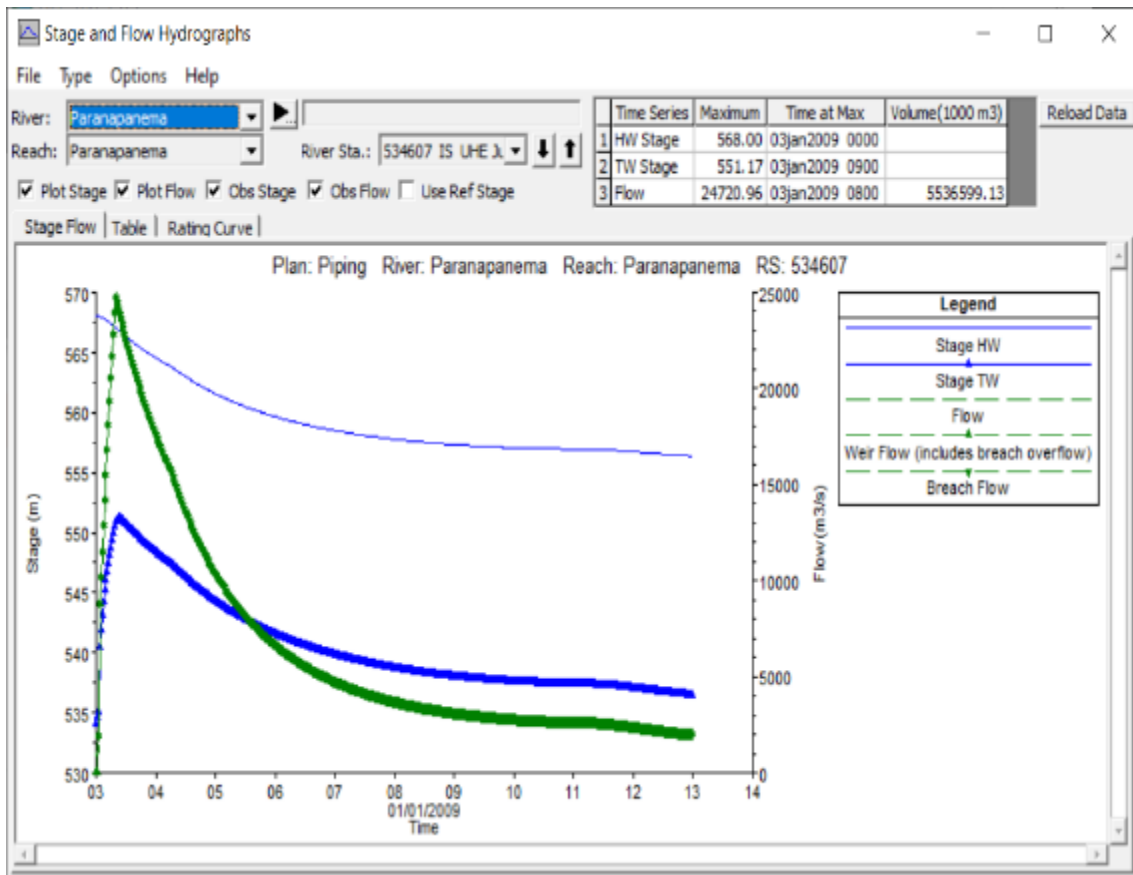 Stage and Flow Hydrographs
File Type Options Help
River: Paranapanema
Reach: Paranapanema River Sta.: 534607 IS UHE Ju
Plot Stage Plot Flow Obs Stage Obs Flow Use Ref Stage
Time Series Maximum Time at Max Volume(1000 m3)
1 HW Stage 568.00 03jan2009 0000
2 TW Stage 551.17 03jan2009 0900
3 Flow 24720.96 03jan2009 0800 5536599.13
Reload Data
Stage Flow Table Rating Curve
Plan: Piping River: Paranapanema Reach: Paranapanema RS: 534607
Stage (m)
570
565
560
555
550
545
540
535
530
25000
20000
15000
10000
5000
0
Flow (m3/s)
03 04 05 06 07 08 09 10 11 12 13 14
01/01/2009
Time
Legend
Stage HW
Stage TW
Flow
Weir Flow (includes breach overflow)
Breach Flow